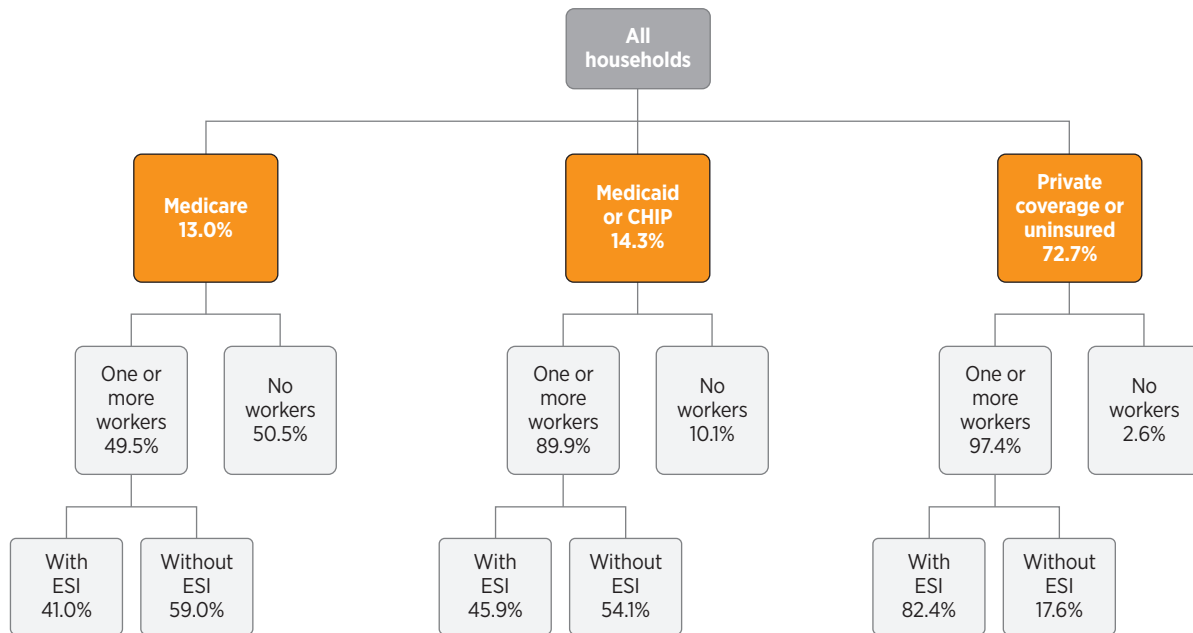 All
households
Medicare
13.0%
Medicaid
or CHIP
14.3%
Private
coverage or
uninsured
72.7%
One or
more
workers
49.5%
No
workers
50.5%
One or
more
workers
89.9%
No
workers
10.1%
One or
more
workers
97.4%
No
workers
2.6%
With
ESI
41.0%
Without
ESI
59.0%
With
ESI
45.9%
Without
ESI
54.1%
With
ESI
82.4%
Without
ESI
17.6%